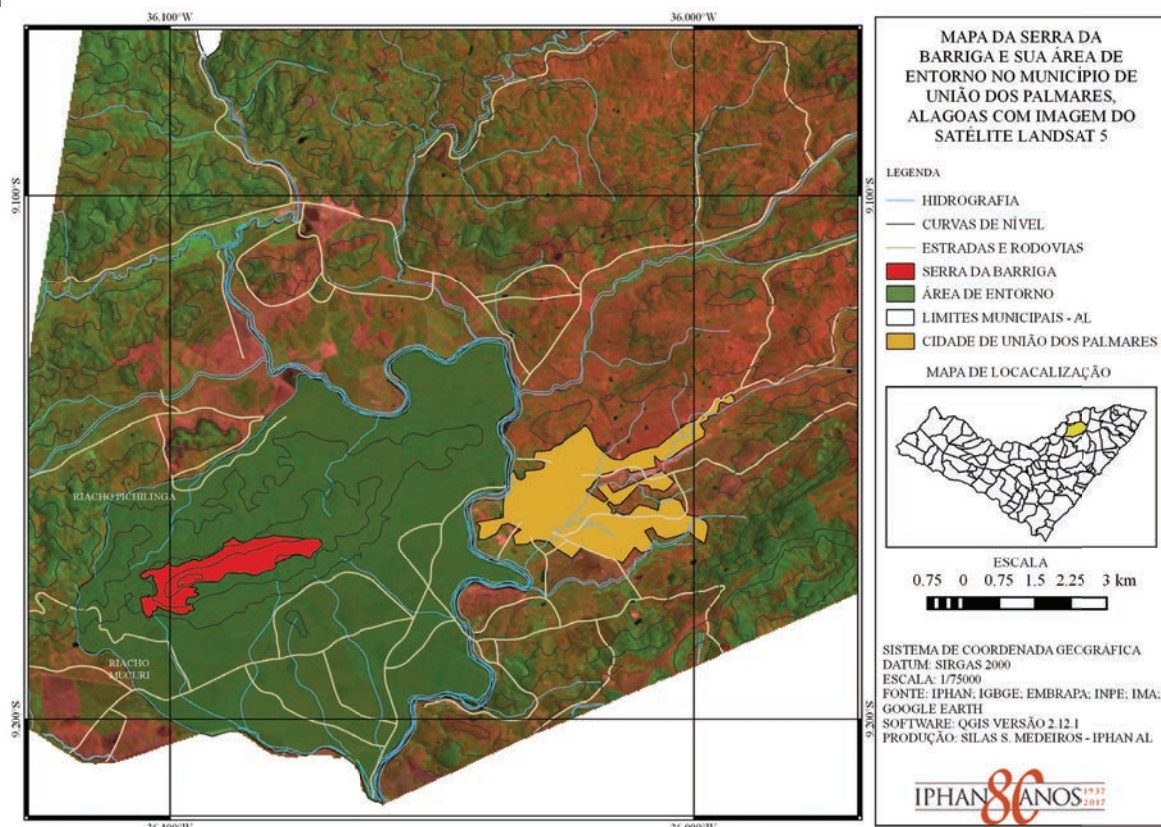 36.100°W
36.000°W
9.100°S
9.100°S
RIACHO PICHILINGA
RIACHO
MUCURI
9.200°S
9.200°S
36.100°W
36.000°W
MAPA DA SERRA DA
BARRIGA E SUA ÁREA DE
ENTORNO NO MUNICÍPIO DE
UNIÃO DOS PALMARES,
ALAGOAS COM IMAGEM DO
SATÉLITE LANDSAT 5
LEGENDA
HIDROGRAFIA
CURVAS DE NÍVEL
ESTRADAS E RODOVIAS
SERRA DA BARRIGA
ÁREA DE ENTORNO
LIMITES MUNICIPAIS - AL
CIDADE DE UNIÃO DOS PALMARES
MAPA DE LOCACALIZAÇÃO
ESCALA
0.75 0 0.75 1.5 2.25 3 km
SISTEMA DE COORDENADA GEOGRÁFICA
DATUM: SIRGAS 2000
ESCALA: 1/75000
FONTE: IPHAN; IGBGE; EMBRAPA; INPE; IMA;
GOOGLE EARTH
SOFTWARE: QGIS VERSÃO 2.12.1
PRODUÇÃO: SILAS S. MEDEIROS - IPHAN AL
IPHAN 80 ANOS 1937
2017